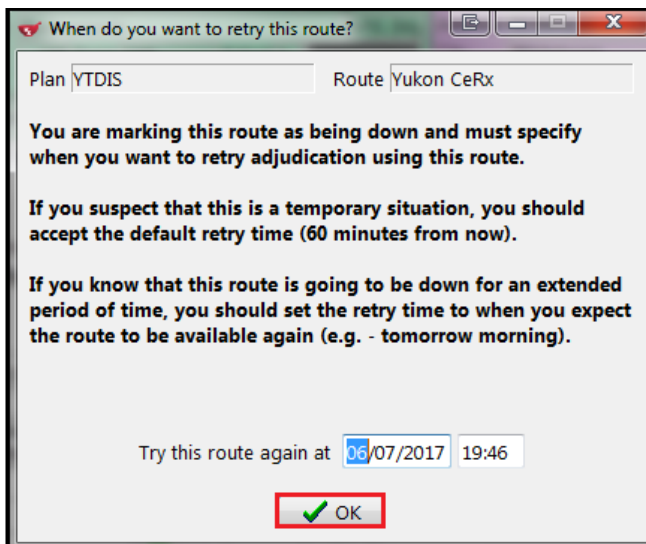 When do you want to retry this route?
Plan YTDIS Route Yukon CeRx
You are marking this route as being down and must specify
when you want to retry adjudication using this route.
If you suspect that this is a temporary situation, you should
accept the default retry time (60 minutes from now).
If you know that this route is going to be down for an extended
period of time, you should set the retry time to when you expect
the route to be available again (e.g. - tomorrow morning).
Try this route again at 06/07/2017 19:46
OK